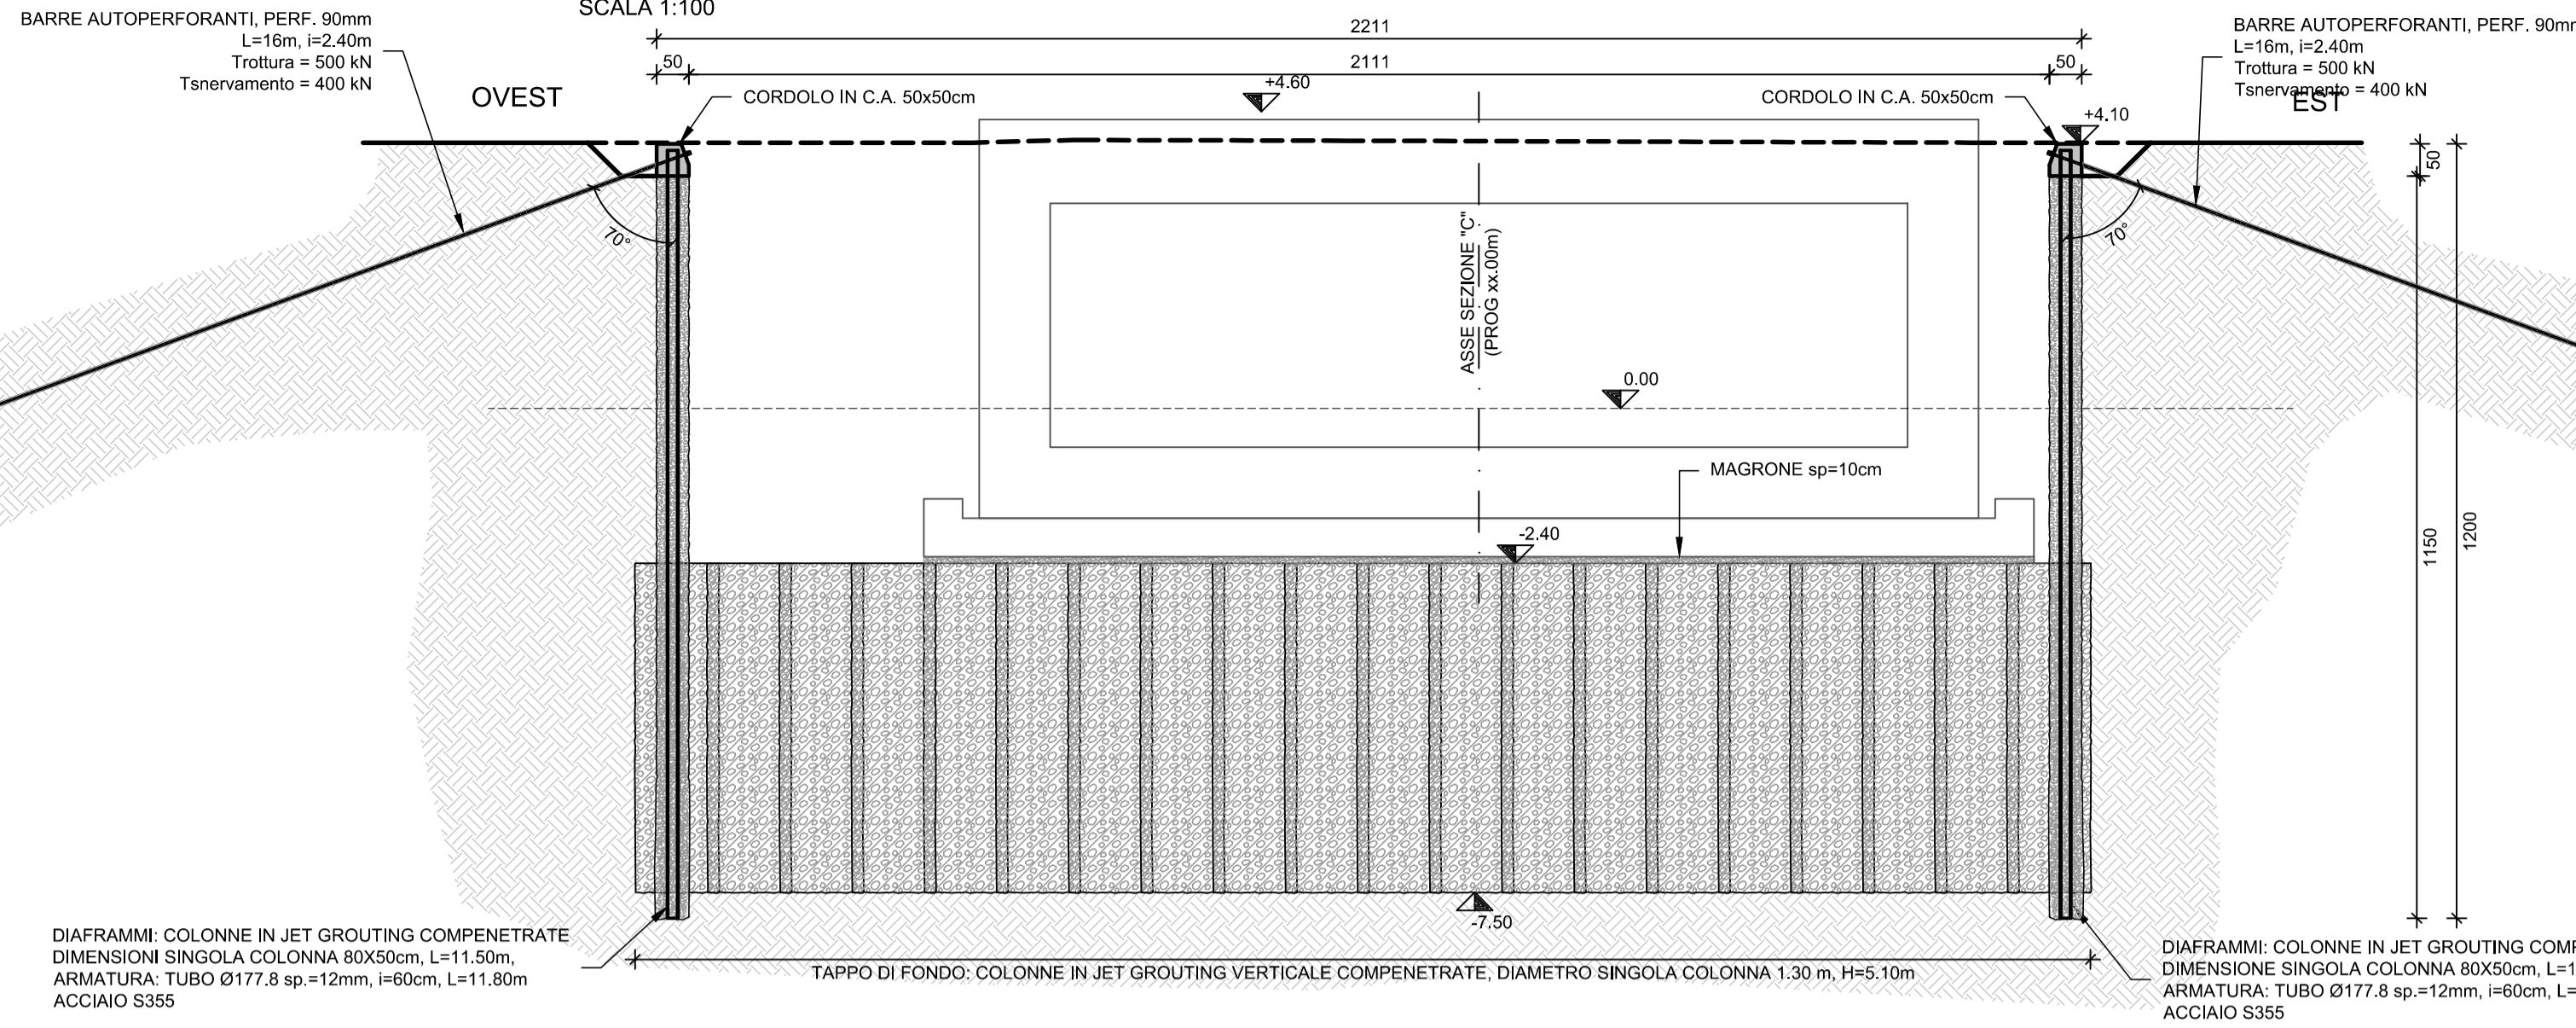 SCALA 1:100
BARRE AUTOPERFORANTI, PERF. 90mm
L=16m, i=2.40m
Trottura = 500 kN
Tsnervamento = 400 kN
OVEST
2211
50
2111
50
+4.60
CORDOLO IN C.A. 50x50cm
CORDOLO IN C.A. 50x50cm
BARRE AUTOPERFORANTI, PERF. 90mm
L=16m, i=2.40m
Trottura = 500 kN
Tsnervamento = 400 kN
EST
+4.10
50
70°
70°
ASSE SEZIONE "C"
(PROG xx.00m)
0.00
MAGRONE sp=10cm
-2.40
1150
1200
-7.50
DIAFRAMMI: COLONNE IN JET GROUTING COMPENETRATE
DIMENSIONI SINGOLA COLONNA 80X50cm, L=11.50m,
ARMATURA: TUBO Ø177.8 sp.=12mm, i=60cm, L=11.80m
ACCIAIO S355
TAPPO DI FONDO: COLONNE IN JET GROUTING VERTICALE COMPENETRATE, DIAMETRO SINGOLA COLONNA 1.30 m, H=5.10m
DIAFRAMMI: COLONNE IN JET GROUTING
DIMENSIONE SINGOLA COLONNA 80X50cm,
ARMATURA: TUBO Ø177.8 sp.=12mm, i=60cm,
ACCIAIO S355